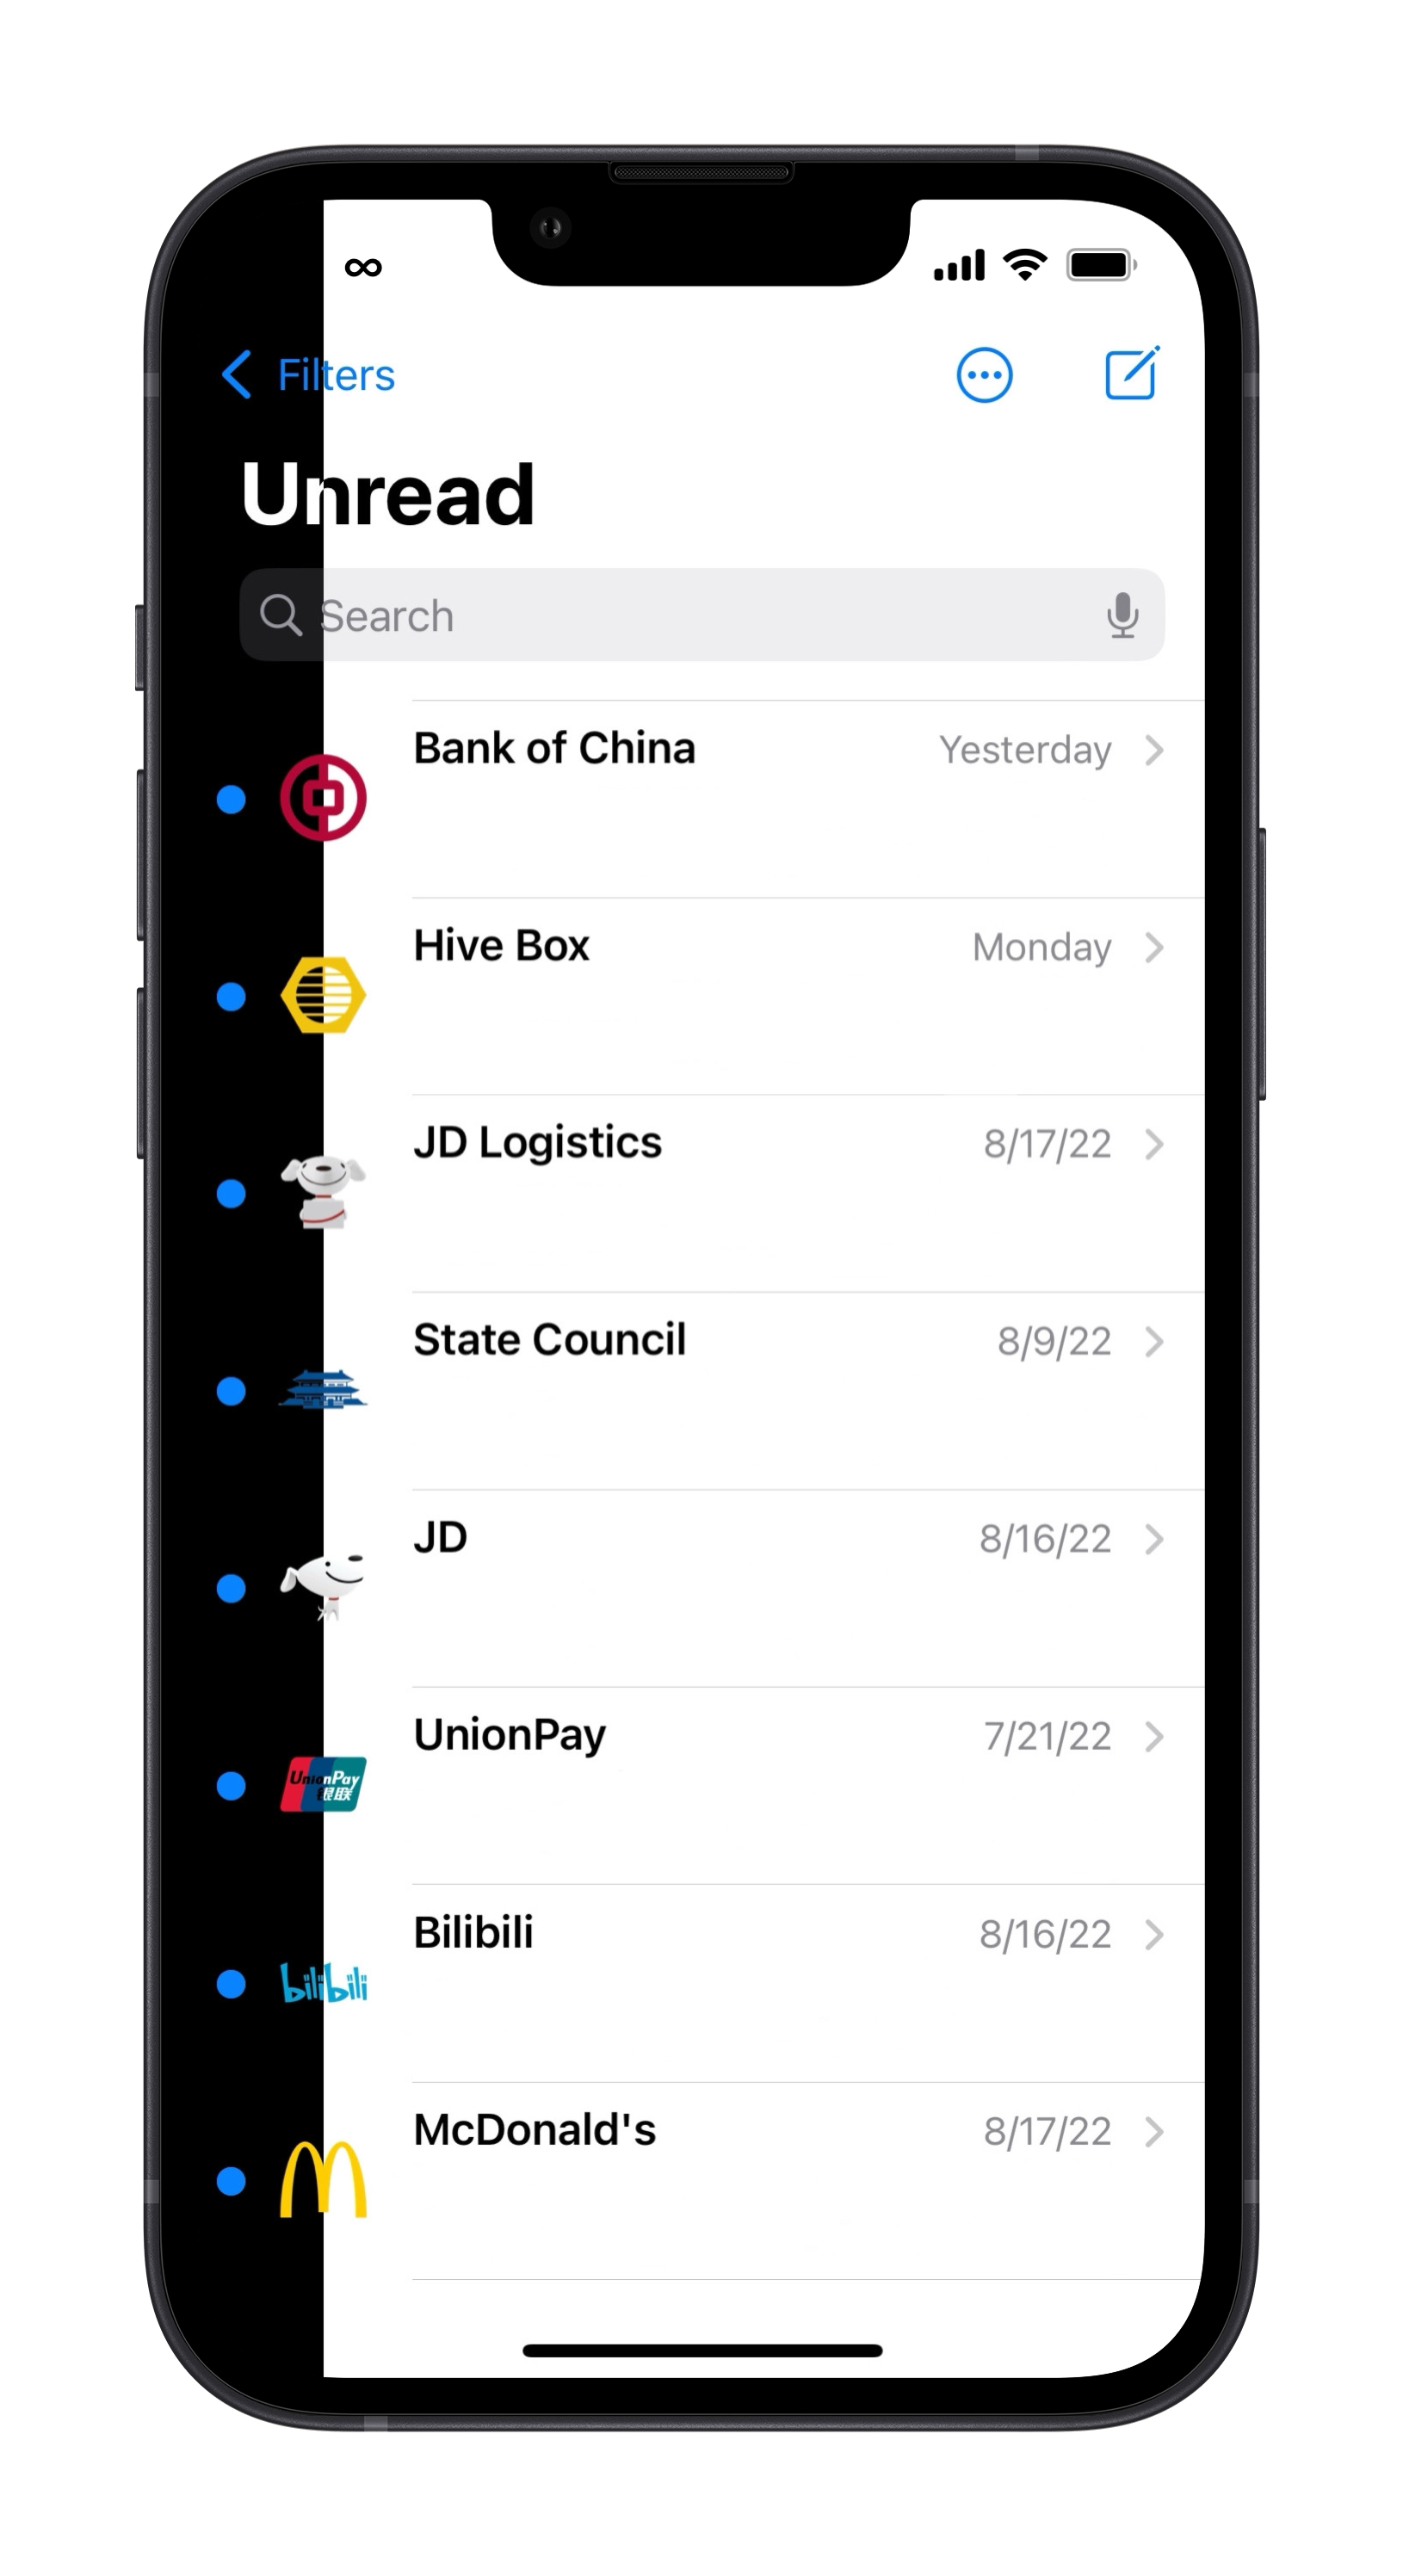 Filters
Unread
Search
Bank of China Yesterday
Hive Box Monday
JD Logistics 8/17/22
State Council 8/9/22
JD 8/16/22
UnionPay 7/21/22
UnionPay
银联
Bilibili 8/16/22
bilibili
McDonald's 8/17/22